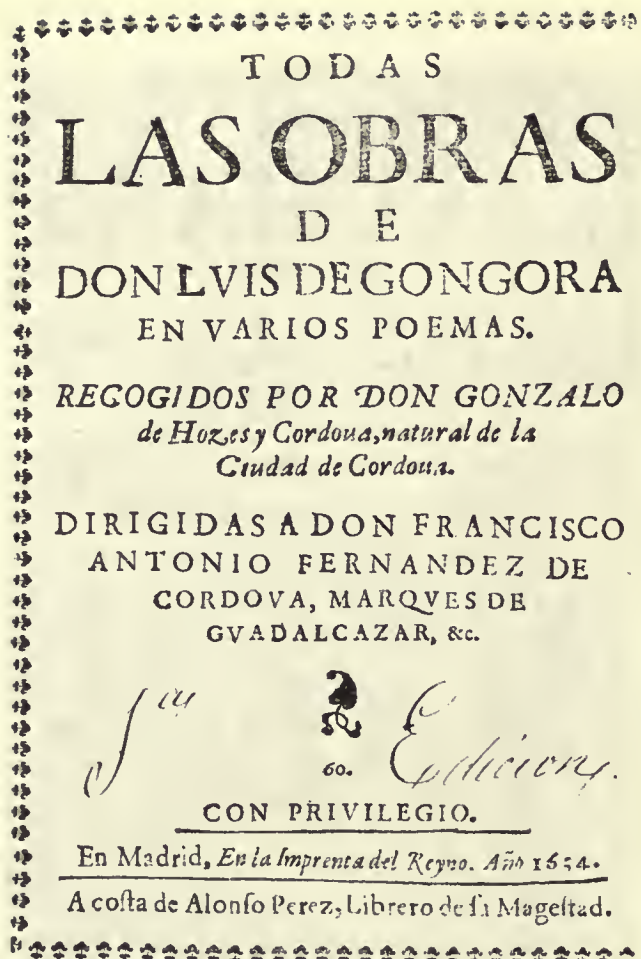 TODAS
LAS OBRAS
DE
DON LVIS DE GONGORA
EN VARIOS POEMAS.
RECOGIDOS POR DON GONZALO
de Hozes y Cordoua, natural de la
Ciudad de Cordoua.
DIRIGIDAS A DON FRANCISCO
ANTONIO FERNANDEZ DE
CORDOVA, MARQVES DE
GVADALCAZAR, &c.
Edicion.
60.
CON PRIVILEGIO.
En Madrid, En la Imprenta del Reyno. Año
A coſta de Alonſo Perez, Librero de ſu Mageſtad.